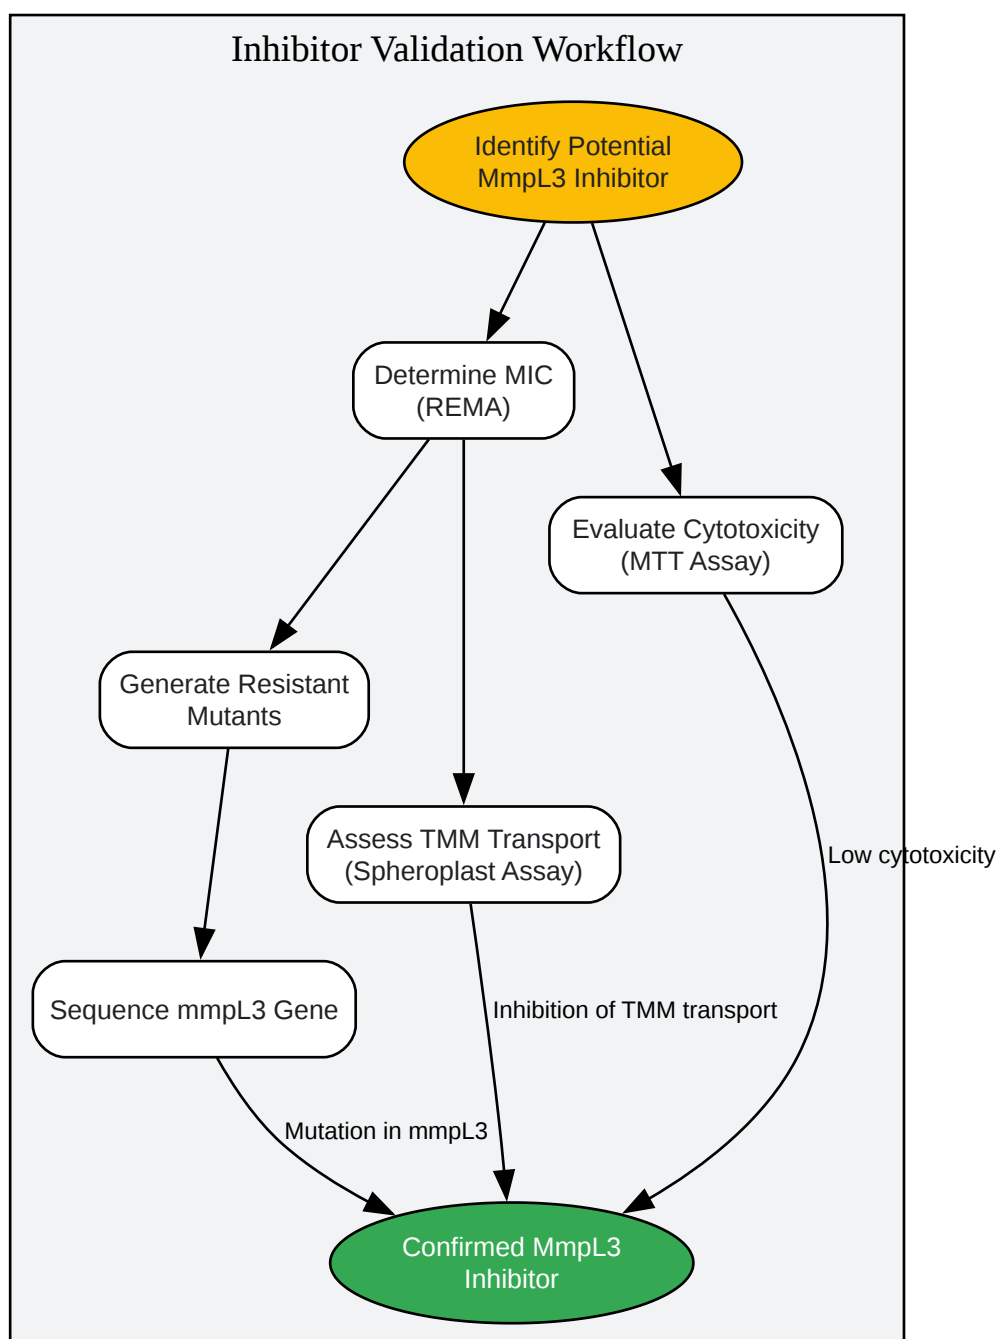 Inhibitor Validation Workflow
Identify Potential
MmpL3 Inhibitor
Determine MIC
(REMA)
Evaluate Cytotoxicity
(MTT Assay)
Generate Resistant
Mutants
Assess TMM Transport
(Spheroplast Assay)
Low cytotoxicity
Sequence mmpL3 Gene
Inhibition of TMM transport
Mutation in mmpL3
Confirmed MmpL3
Inhibitor